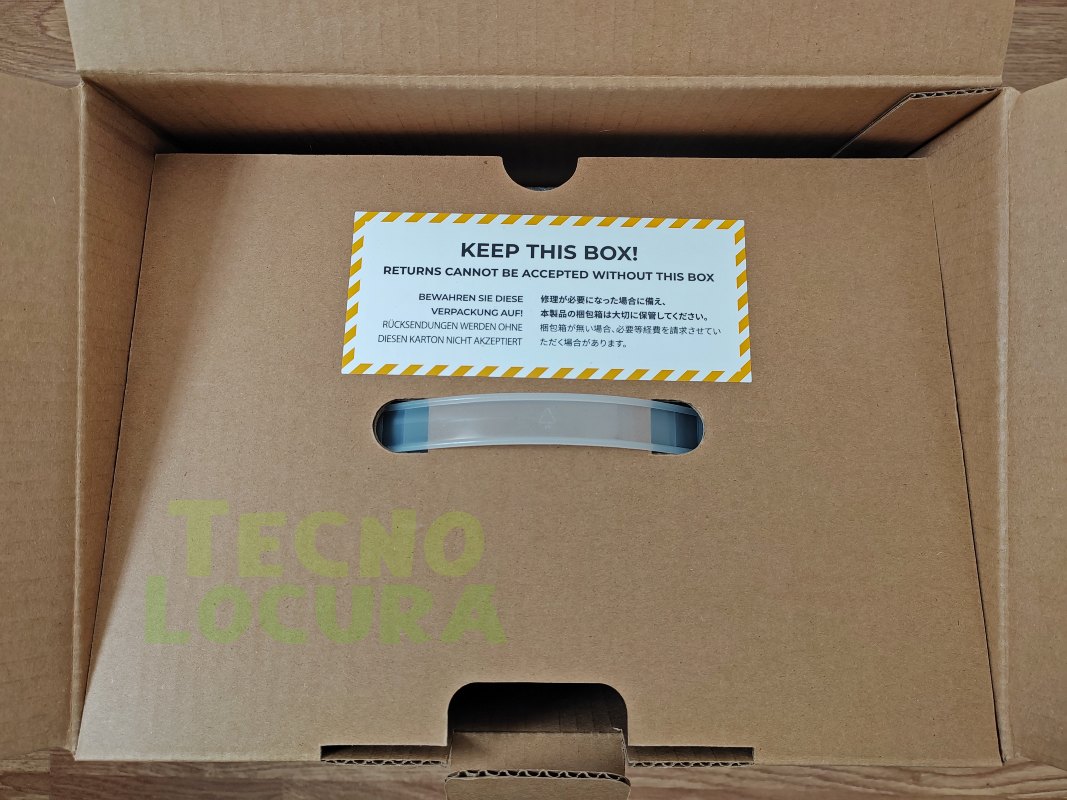 KEEP THIS BOX!
RETURNS CANNOT BE ACCEPTED WITHOUT THIS BOX
BEWAHREN SIE DIESE
VERPACKUNG AUF!
RÜCKSENDUNGEN WERDEN OHNE
DIESEN KARTON NICHT AKZEPTIERT
修理が必要になった場合に備え、
本製品の梱包箱は大切に保管してください。
梱包箱が無い場合、必要等経費を請求させてい
ただく場合があります。
TECNO
LOCURA